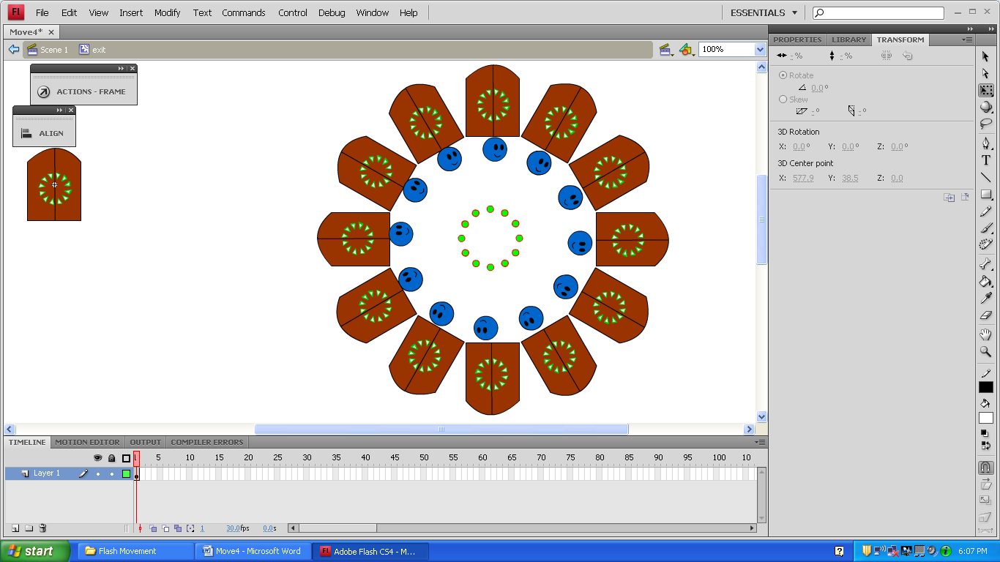 Fl File Edit View Insert Modify Text Commands Control Debug Window Help ESSENTIALS
Move4*
Scene 1 exit 100%
PROPERTIES LIBRARY TRANSFORM
- % - %
Rotate
0.0 °
Skew
- ° - °
3D Rotation
X: 0.0 ° Y: 0.0 ° Z: 0.0 °
3D Center point
X: 577.9 Y: 38.5 Z: 0.0
ACTIONS - FRAME
ALIGN
T
TIMELINE MOTION EDITOR OUTPUT COMPILER ERRORS
1 5 10 15 20 25 30 35 40 45 50 55 60 65 70 75 80 85 90 95 100 10
Layer 1
1 30.0fps 0.0s
start Flash Movement Move4 - Microsoft Word Fl Adobe Flash CS4 - M... 6:07 PM